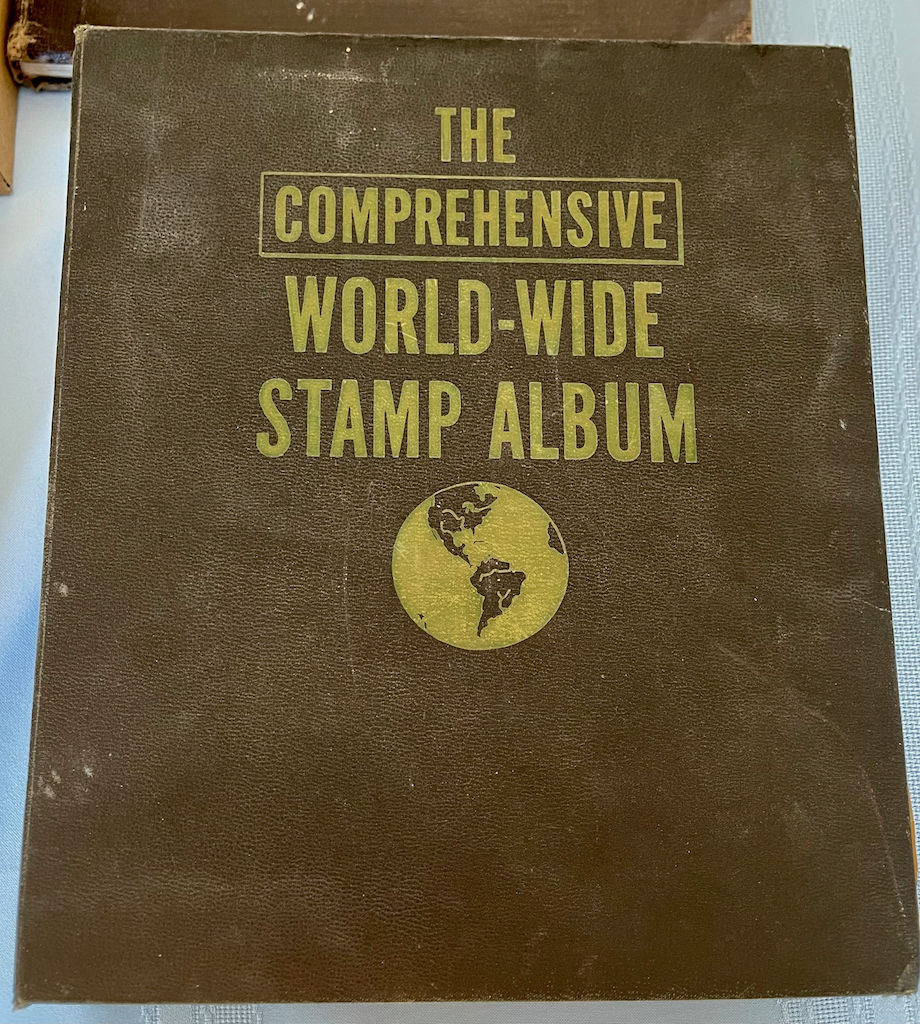 THE
COMPREHENSIVE
WORLD-WIDE
STAMP ALBUM